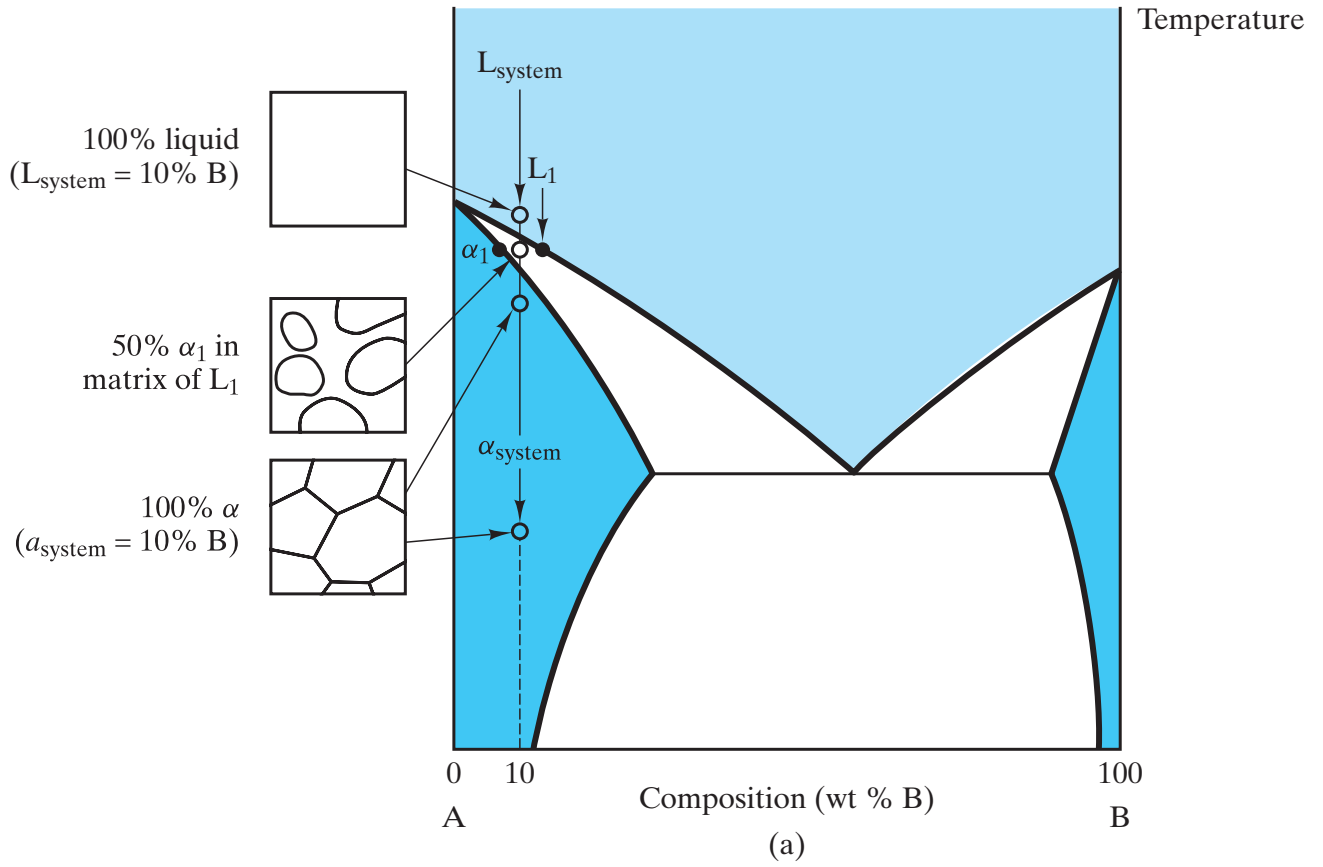 Temperature
L_system
100% liquid
(L_system = 10% B)
L_1
α_1
50% α_1 in
matrix of L_1
α_system
100% α
(a_system = 10% B)
0
10
100
Composition (wt % B)
A
B
(a)